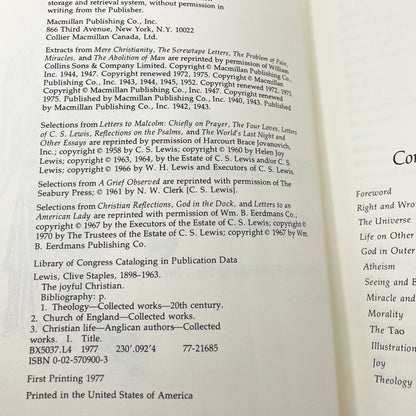 storage and retrieval system, without permission in
writing from the Publisher.
Macmillan Publishing Co., Inc.
866 Third Avenue, New York, N.Y. 10022
Collier Macmillan Canada, Ltd.
Extracts from Mere Christianity, The Screwtape Letters, The Problem of Pain,
Miracles, and The Abolition of Man are reprinted by permission of William
Collins Sons & Company Limited. Copyright © Macmillan Publishing Co.,
Inc. 1944, 1947. Copyright renewed 1972, 1975. Copyright © Macmillan
Publishing Co., 1943, 1944, 1945, 1952. Copyright renewed 1972, 1973,
1975. Published by Macmillan Publishing Co., Inc. 1940, 1943. Published
by Macmillan Publishing Co., Inc. 1942, 1943.
Selections from Letters to Malcolm: Chiefly on Prayer, The Four Loves, Letters
of C. S. Lewis, Reflections on the Psalms, and The World's Last Night and
Other Essays are reprinted by permission of Harcourt Brace Jovanovich,
Inc.; copyright © 1958 by C. S. Lewis; copyright © 1960 by Helen Joy
Lewis; copyright © 1963, 1964, by the Estate of C. S. Lewis and/or C. S.
Lewis; copyright © 1966 by W. H. Lewis and Executors of C. S. Lewis.
Selections from A Grief Observed are reprinted with permission of The
Seabury Press; © 1961 by N. W. Clerk [C. S. Lewis].
Selections from Christian Reflections, God in the Dock, and Letters to an
American Lady are reprinted with permission of Wm. B. Eerdmans Co.;
copyright © 1967 by the Executors of the Estate of C. S. Lewis; copyright ©
1970 by The Trustees of the Estate of C. S. Lewis; copyright © 1967 by Wm.
B. Eerdmans Publishing Co.
Library of Congress Cataloging in Publication Data
Lewis, Clive Staples, 1898–1963.
The joyful Christian.
Bibliography: p.
1. Theology—Collected works—20th century.
2. Church of England—Collected works.
3. Christian life—Anglican authors—Collected
works. I. Title.
BX5037.L4 1977 230'.092'4 77-21685
ISBN 0-02-570900-3
First Printing 1977
Printed in the United States of America
Con
Foreword
Right and Wro
The Universe
Life on Other
God in Outer
Atheism
Seeing and B
Miracle and
Morality
The Tao
Illustration
Joy
Theology